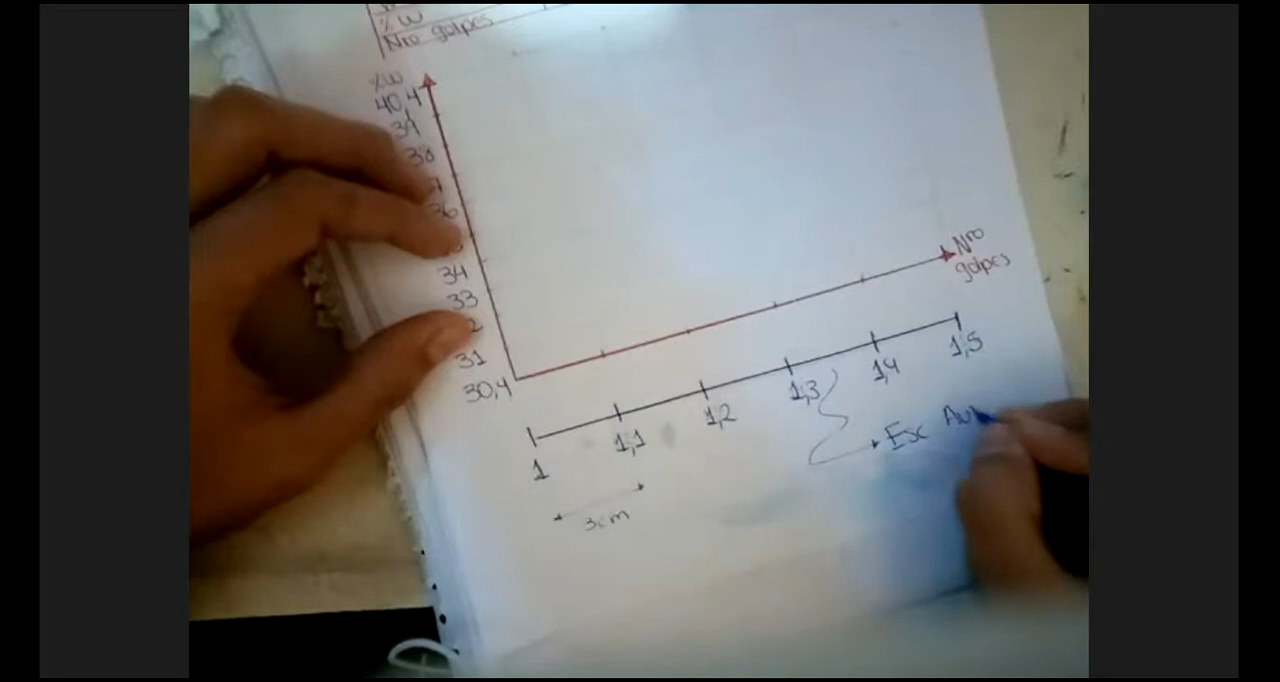 % W
Nro golpes
%W
40,4
39
38
36
34
33
31
30,4
Nro
golpes
1
1,1
1,2
1,3
1,4
1,5
Esc Au
3cm